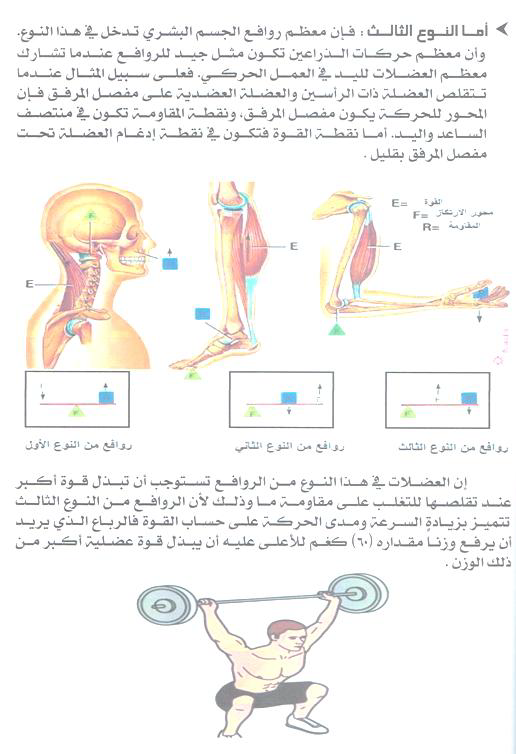 أما النوع الثالث : فإن معظم روافع الجسم البشري تدخل في هذا النوع.
وأن معظم حركات الذراعين تكون مثل جيد للروافع عندما تشارك
معظم العضلات لليد في العمل الحركي. فعلى سبيل المثال عندما
تتقلص العضلة ذات الرأسين والعضلة العضدية على مفصل المرفق فإن
المحور للحركة يكون مفصل المرفق، ونقطة المقاومة تكون في منتصف
الساعد واليد. أما نقطة القوة فتكون في نقطة إدغام العضلة تحت
مفصل المرفق بقليل .
القوة E=
محور الارتكاز F=
المقاومة R=
E
E
E
F
روافع من النوع الثالث
روافع من النوع الثاني
روافع من النوع الأول
إن العضلات في هذا النوع من الروافع تستوجب أن تبذل قوة أكبر
عند تقلصها للتغلب على مقاومة ما وذلك لأن الروافع من النوع الثالث
تتميز بزيادة السرعة ومدى الحركة على حساب القوة فالرباع الذي يريد
أن يرفع وزنا مقداره (٦٠) كغم للأعلى عليه أن يبذل قوة عضلية أكبر من
ذلك الوزن .